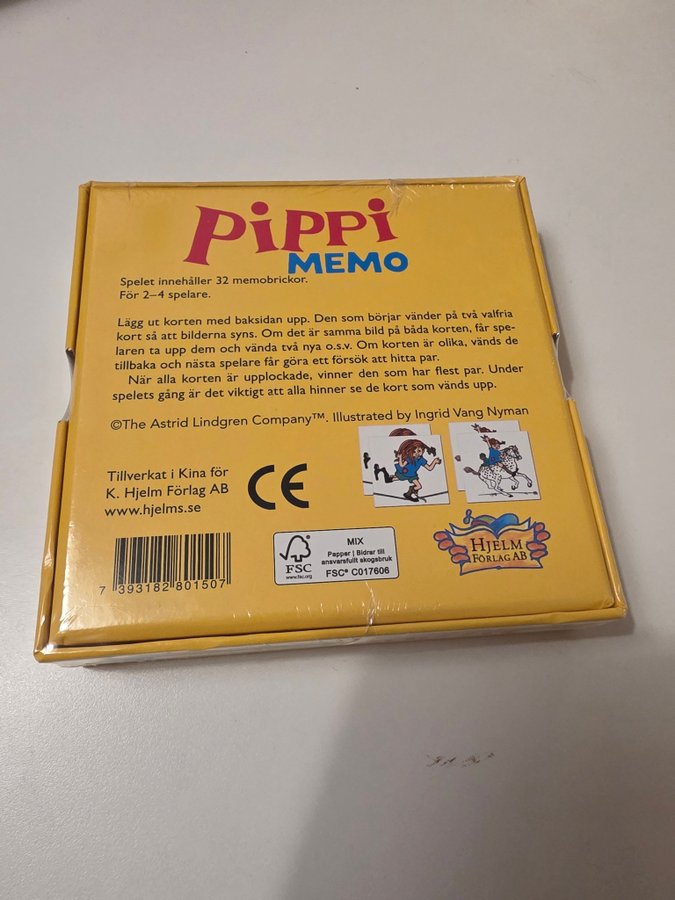 PiPPi
MEMO
Spelet innehåller 32 memobrickor.
För 2–4 spelare.
Lägg ut korten med baksidan upp. Den som börjar vänder på två valfria
kort så att bilderna syns. Om det är samma bild på båda korten, får spe-
laren ta upp dem och vända två nya o.s.v. Om korten är olika, vänds de
tillbaka och nästa spelare får göra ett försök att hitta par.
När alla korten är upplockade, vinner den som har flest par. Under
spelets gång är det viktigt att alla hinner se de kort som vänds upp.
©The Astrid Lindgren Company™. Illustrated by Ingrid Vang Nyman
Tillverkat i Kina för
K. Hjelm Förlag AB
www.hjelms.se
CE
7 393182 801507
FSC
www.fsc.org
MIX
Papper | Bidrar till
ansvarsfullt skogsbruk
FSC® C017606
HJELM
FÖRLAG AB